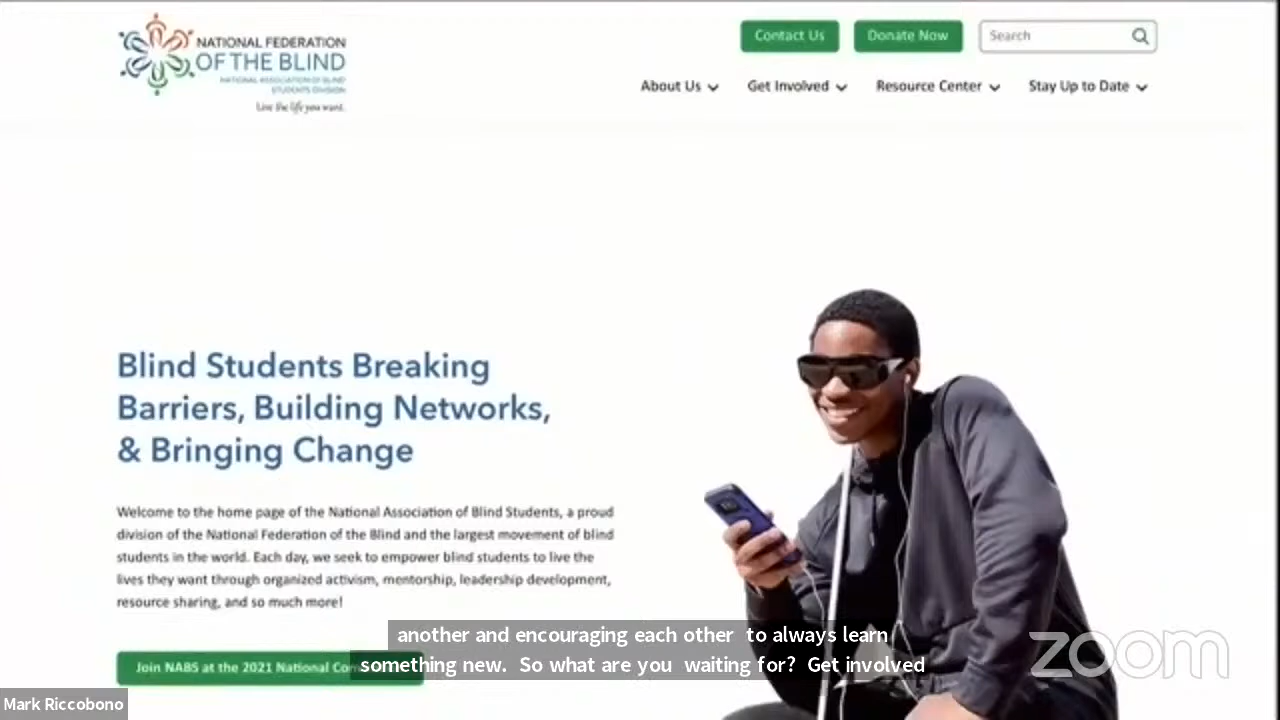 NATIONAL FEDERATION
OF THE BLIND
NATIONAL ASSOCIATION OF BLIND
STUDENTS DIVISION
Live the life you want.
Contact Us
Donate Now
Search
About Us
Get Involved
Resource Center
Stay Up to Date
Blind Students Breaking
Barriers, Building Networks,
& Bringing Change
Welcome to the home page of the National Association of Blind Students, a proud
division of the National Federation of the Blind and the largest movement of blind
students in the world. Each day, we seek to empower blind students to live the
lives they want through organized activism, mentorship, leadership development,
resource sharing, and so much more!
Join NABS at the 2021 National
another and encouraging each other to always learn
something new. So what are you waiting for? Get involved
zoom
Mark Riccobono